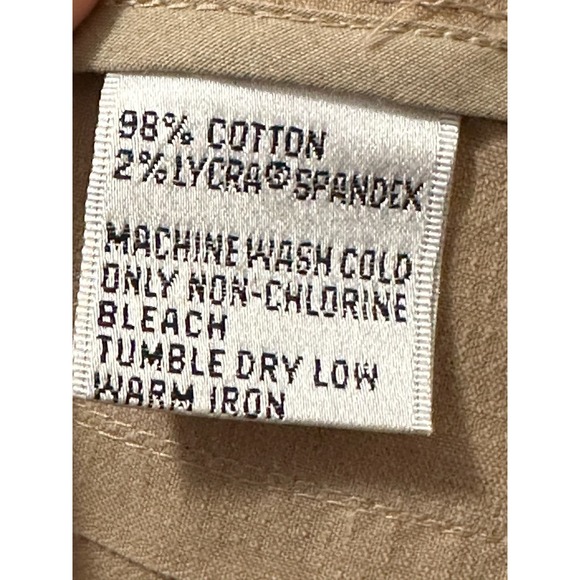 98% COTTON
2% LYCRA® SPANDEX
MACHINE WASH COLD
ONLY NON-CHLORINE
BLEACH
TUMBLE DRY LOW
WARM IRON